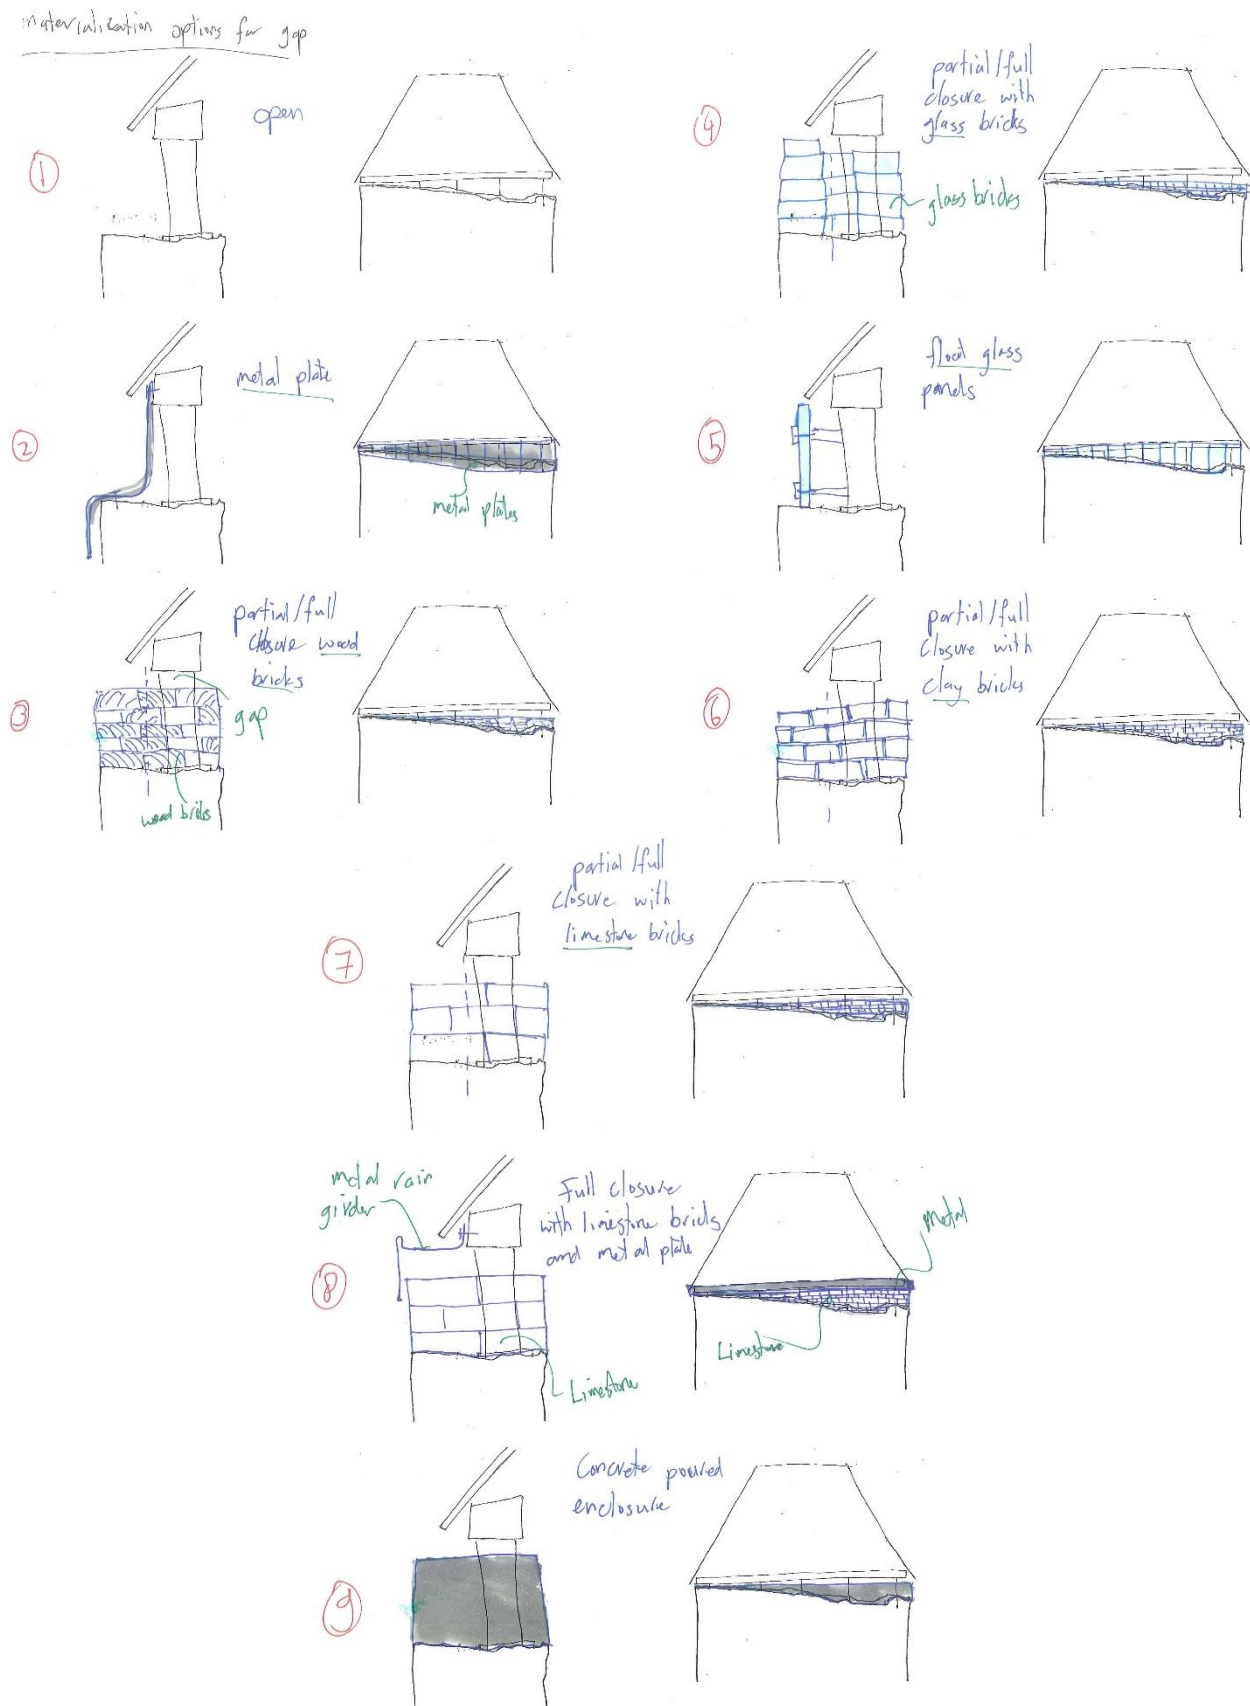 materialization options for gap
1
open
2
metal plate
metal plates
3
partial/full
closure wood
bricks
gap
wood bricks
4
partial/full
closure with
glass bricks
glass bricks
5
float glass
panels
6
partial/full
closure with
clay bricks
7
partial/full
closure with
limestone bricks
8
metal rain
girder
Full closure
with limestone bricks
and metal plate
Limestone
metal
Limestone
9
Concrete poured
enclosure